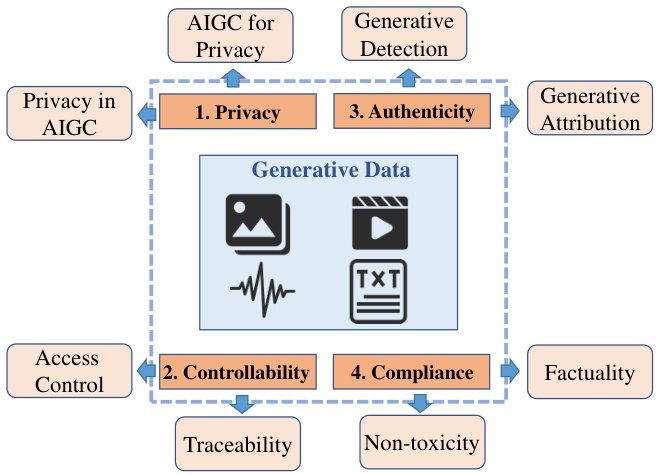 AIGC for
Privacy
Generative
Detection
Privacy in
AIGC
1. Privacy
3. Authenticity
Generative
Attribution
Generative Data
TXT
Access
Control
2. Controllability
4. Compliance
Factuality
Traceability
Non-toxicity